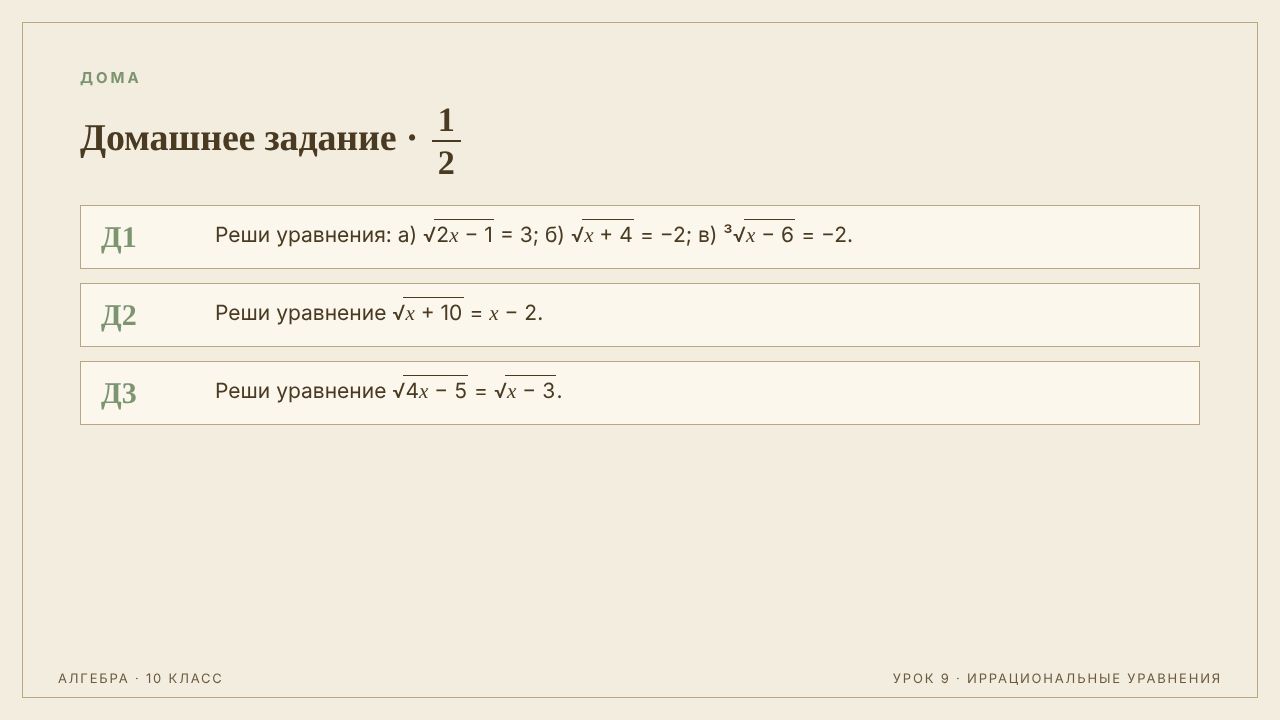 ДОМА
Домашнее задание · 1/2
Д1 Реши уравнения: а) √2x − 1 = 3; б) √x + 4 = −2; в) ³√x − 6 = −2.
Д2 Реши уравнение √x + 10 = x − 2.
Д3 Реши уравнение √4x − 5 = √x − 3.
АЛГЕБРА · 10 КЛАСС
УРОК 9 · ИРРАЦИОНАЛЬНЫЕ УРАВНЕНИЯ